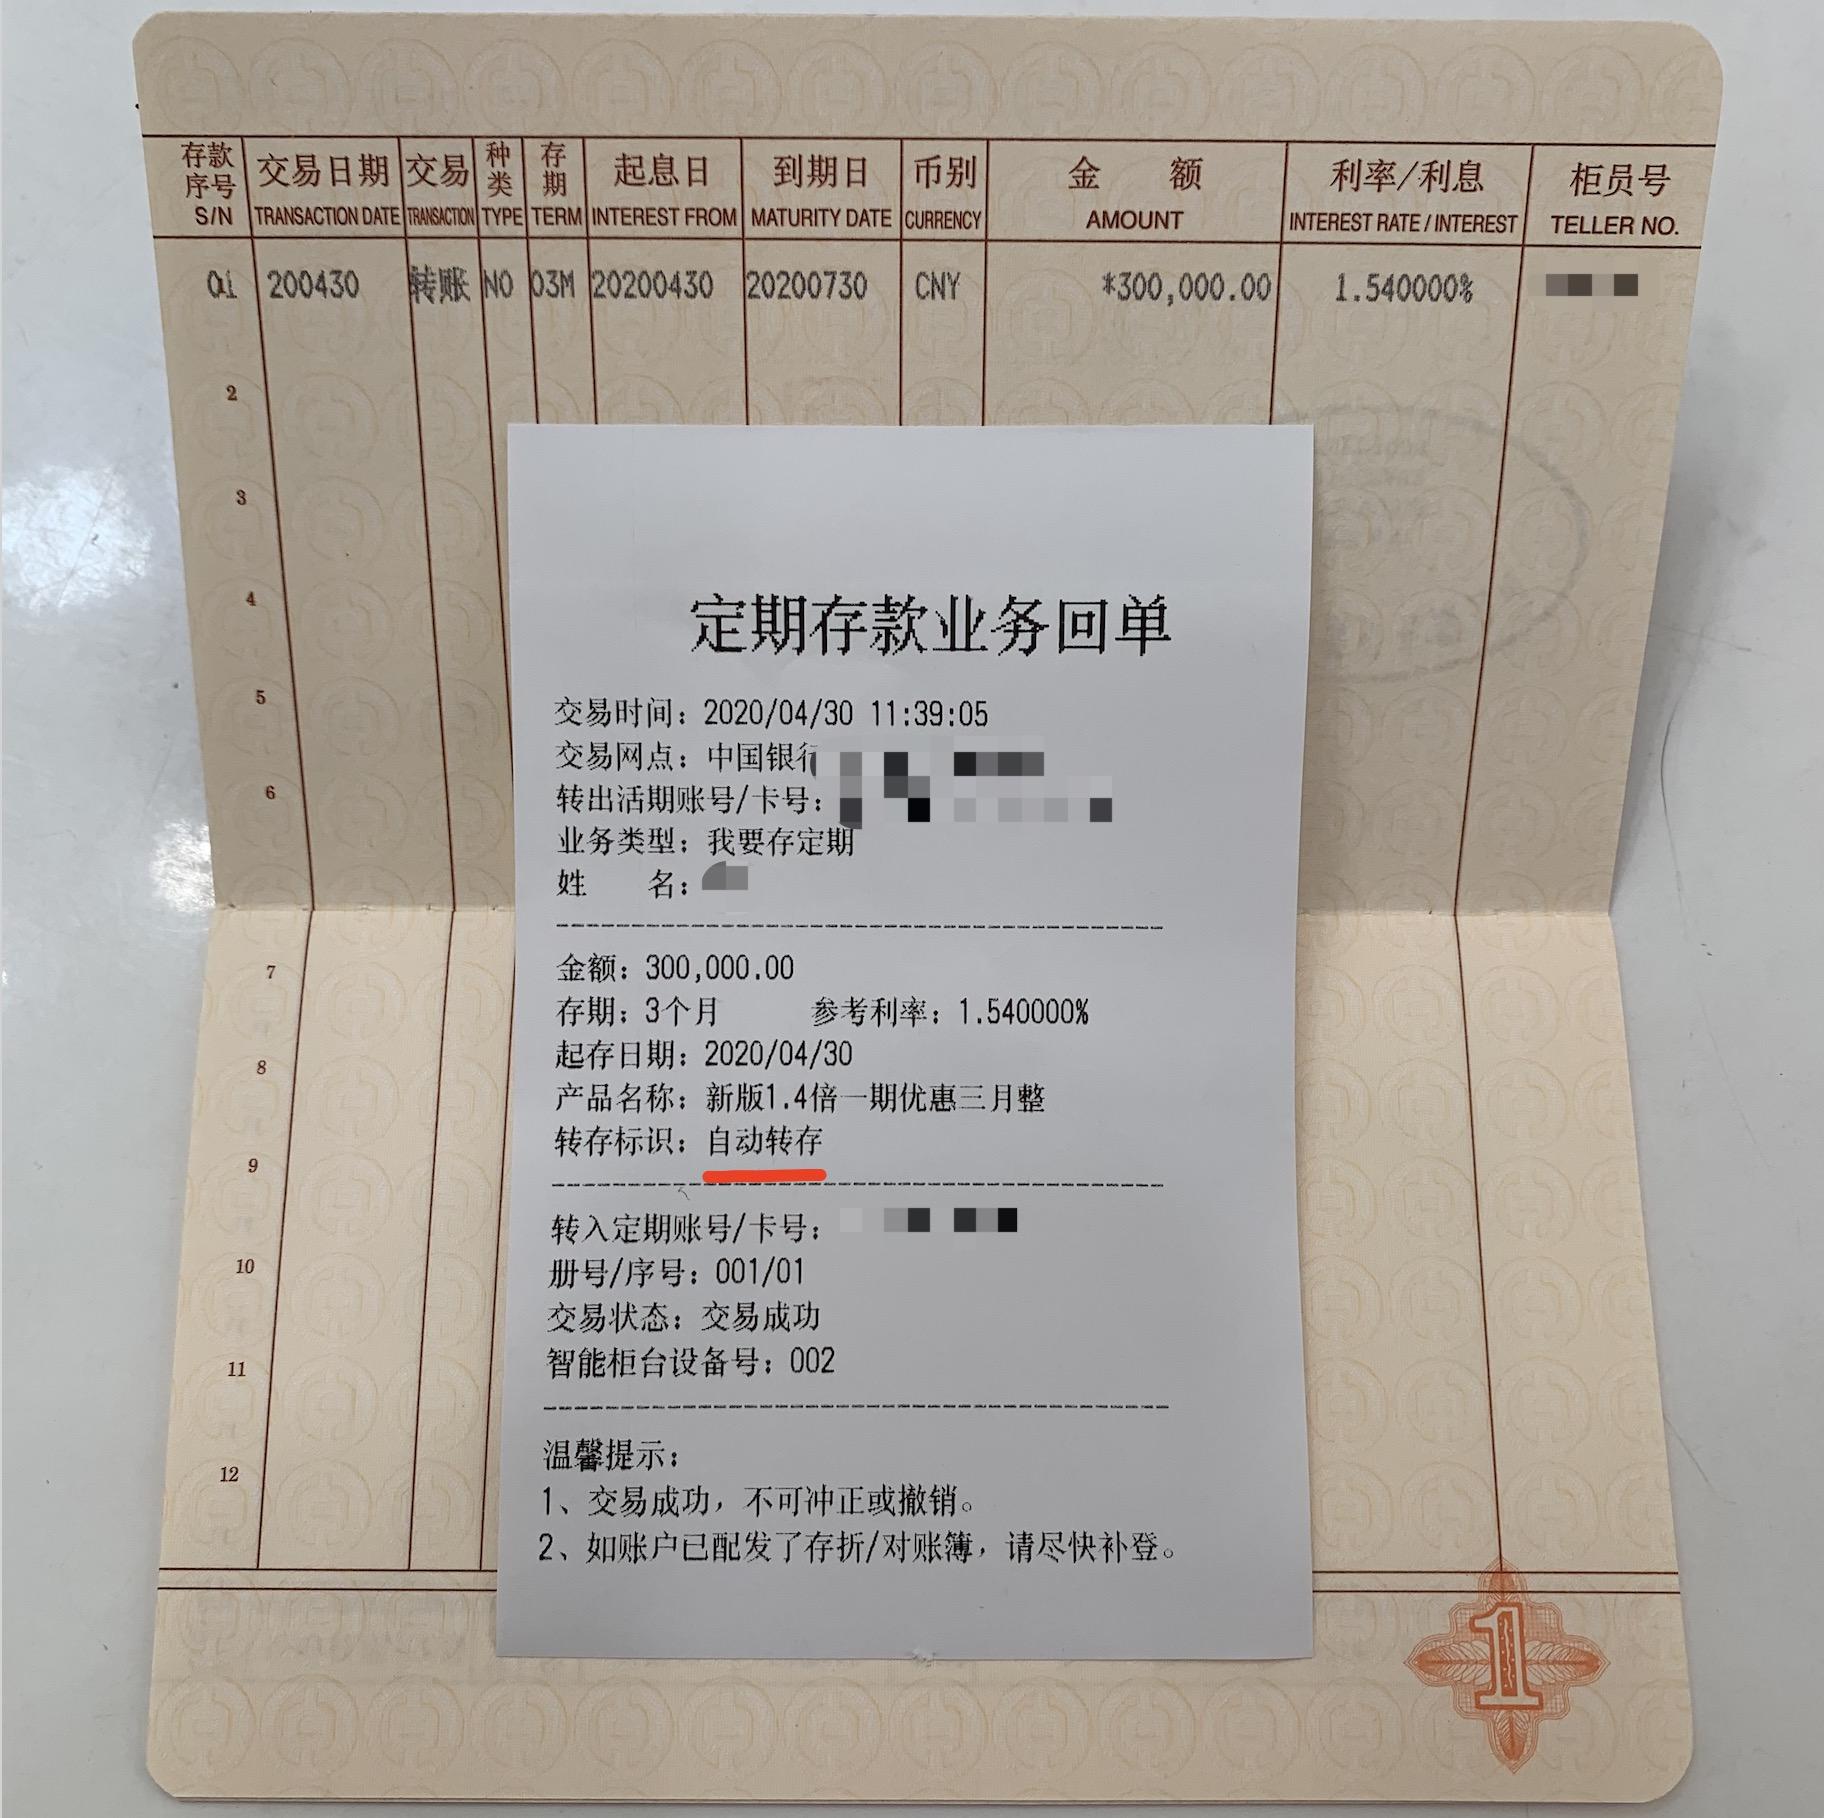 存款序号 交易日期 交易 种类 存期 起息日 到期日 币别 金 额 利率/利息 柜员号
S/N TRANSACTION DATE TRANSACTION TYPE TERM INTEREST FROM MATURITY DATE CURRENCY AMOUNT INTEREST RATE / INTEREST TELLER NO.
01 200430 转账 NO 03M 20200430 20200730 CNY *300,000.00 1.540000%
2
3
4
5
6
7
8
9
10
11
12
定期存款业务回单
交易时间：2020/04/30 11:39:05
交易网点：中国银行
转出活期账号/卡号：
业务类型：我要存定期
姓 名：
金额：300,000.00
存期：3个月 参考利率：1.540000%
起存日期：2020/04/30
产品名称：新版1.4倍一期优惠三月整
转存标识：自动转存
转入定期账号/卡号：
册号/序号：001/01
交易状态：交易成功
智能柜台设备号：002
温馨提示：
1、交易成功，不可冲正或撤销。
2、如账户已配发了存折/对账簿，请尽快补登。
1